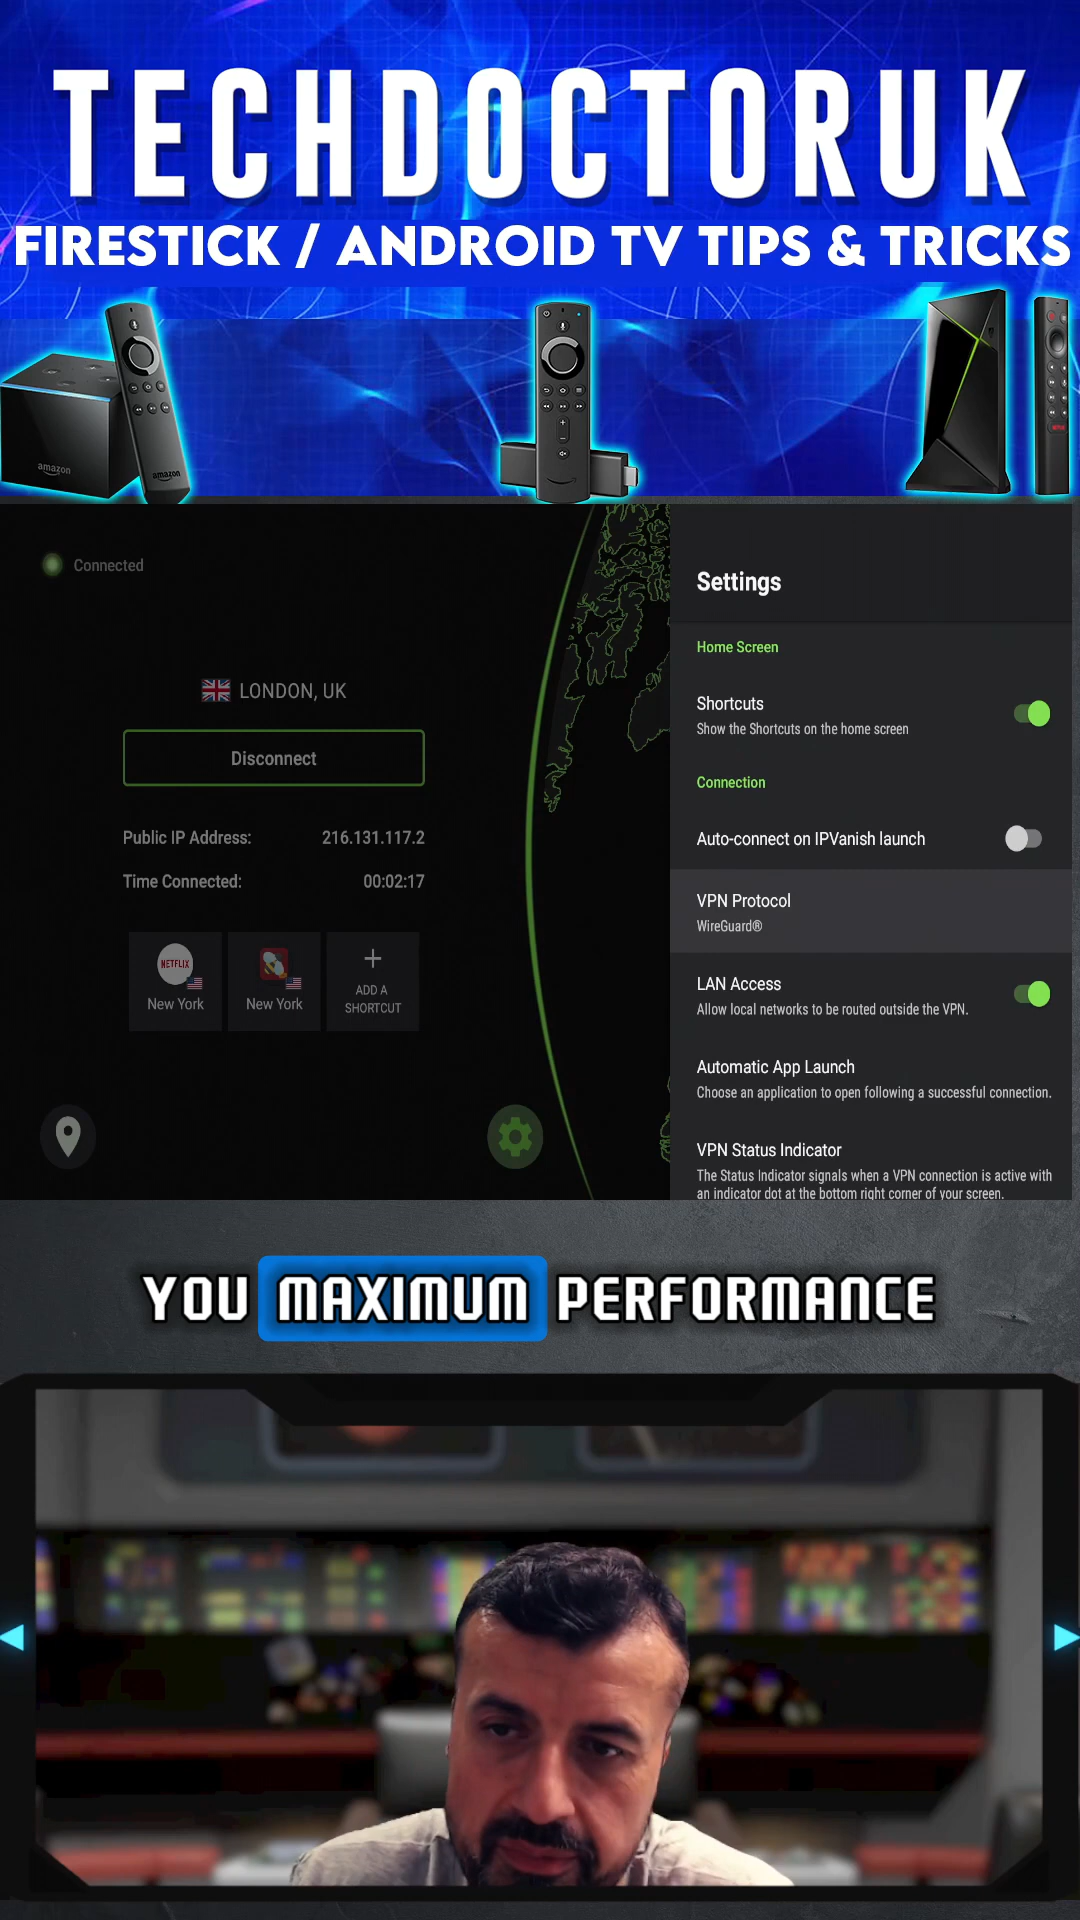 TECHDOCTORUK
FIRESTICK / ANDROID TV TIPS & TRICKS
amazon
amazon
NETFLIX
Connected
LONDON, UK
Disconnect
Public IP Address: 216.131.117.2
Time Connected: 00:02:17
NETFLIX
New York
New York
+
ADD A
SHORTCUT
Settings
Home Screen
Shortcuts
Show the Shortcuts on the home screen
Connection
Auto-connect on IPVanish launch
VPN Protocol
WireGuard®
LAN Access
Allow local networks to be routed outside the VPN.
Automatic App Launch
Choose an application to open following a successful connection.
VPN Status Indicator
The Status Indicator signals when a VPN connection is active with
an indicator dot at the bottom right corner of your screen.
YOU MAXIMUM PERFORMANCE